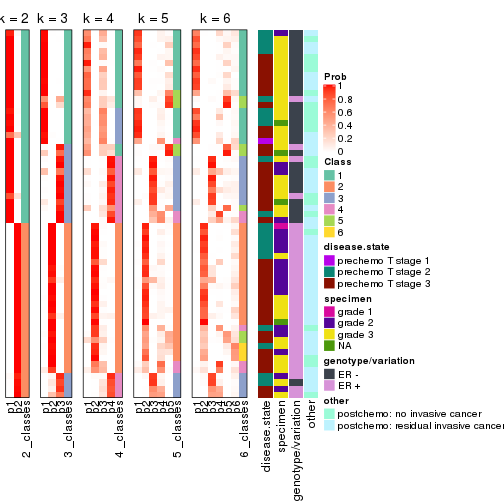 k = 2 k = 3 k = 4 k = 5 k = 6
Prob
1
0.8
0.6
0.4
0.2
0
Class
1
2
3
4
5
6
disease.state
prechemo T stage 1
prechemo T stage 2
prechemo T stage 3
specimen
grade 1
grade 2
grade 3
NA
genotype/variation
ER -
ER +
other
postchemo: no invasive cancer
postchemo: residual invasive cancer
p1
p2
2_classes
p1
p2
p3
3_classes
p1
p2
p3
p4
4_classes
p1
p2
p3
p4
p5
5_classes
p1
p2
p3
p4
p5
p6
6_classes
disease.state
specimen
genotype/variation
other